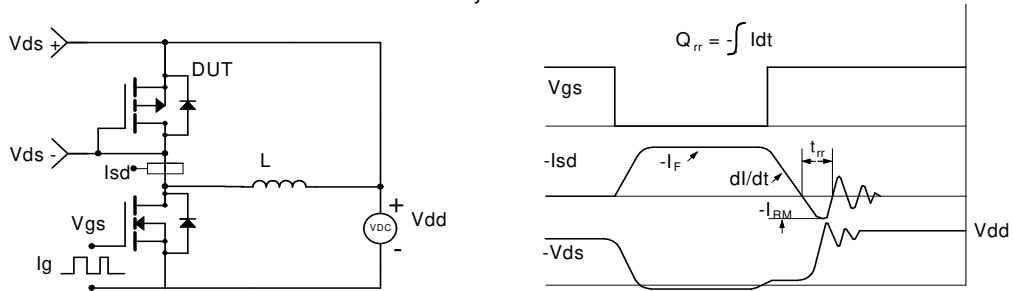 Vds +
DUT
Vds -
Isd
L
Vgs
Ig
+
VDC
-
Vdd
Q rr = -∫ Idt
Vgs
-Isd
-I F
dI/dt
t rr
-I RM
Vdd
-Vds